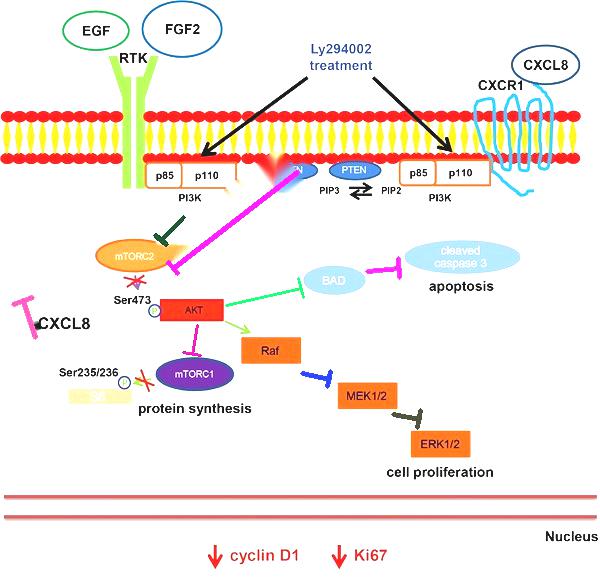 EGF
FGF2
RTK
Ly294002
treatment
CXCL8
CXCR1
p85
p110
PI3K
PTEN
PIP3
PIP2
p85
p110
PI3K
mTORC2
Ser473
P
AKT
BAD
cleaved
caspase 3
apoptosis
CXCL8
Raf
Ser235/236
P
mTORC1
protein synthesis
MEK1/2
ERK1/2
cell proliferation
Nucleus
cyclin D1
Ki67